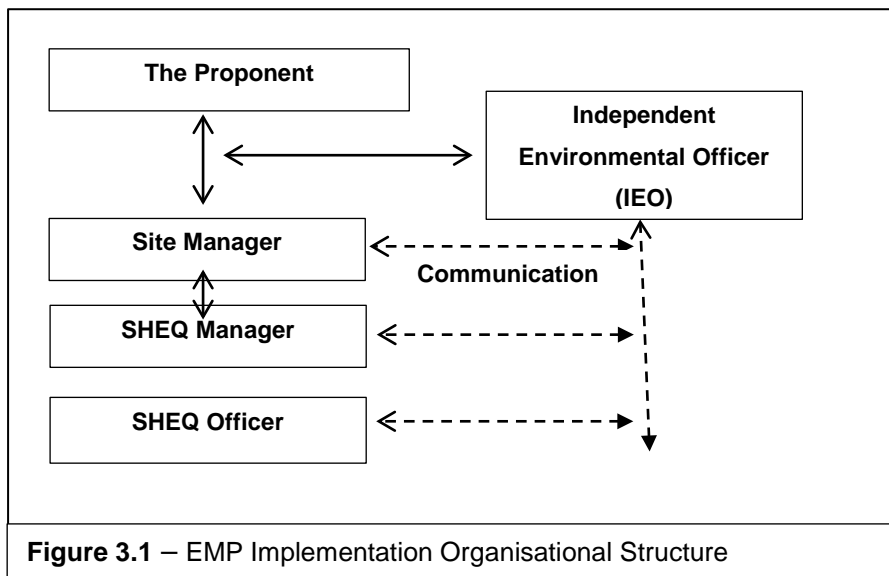 The Proponent
Independent
Environmental Officer
(IEO)
Site Manager
Communication
SHEQ Manager
SHEQ Officer
Figure 3.1 – EMP Implementation Organisational Structure